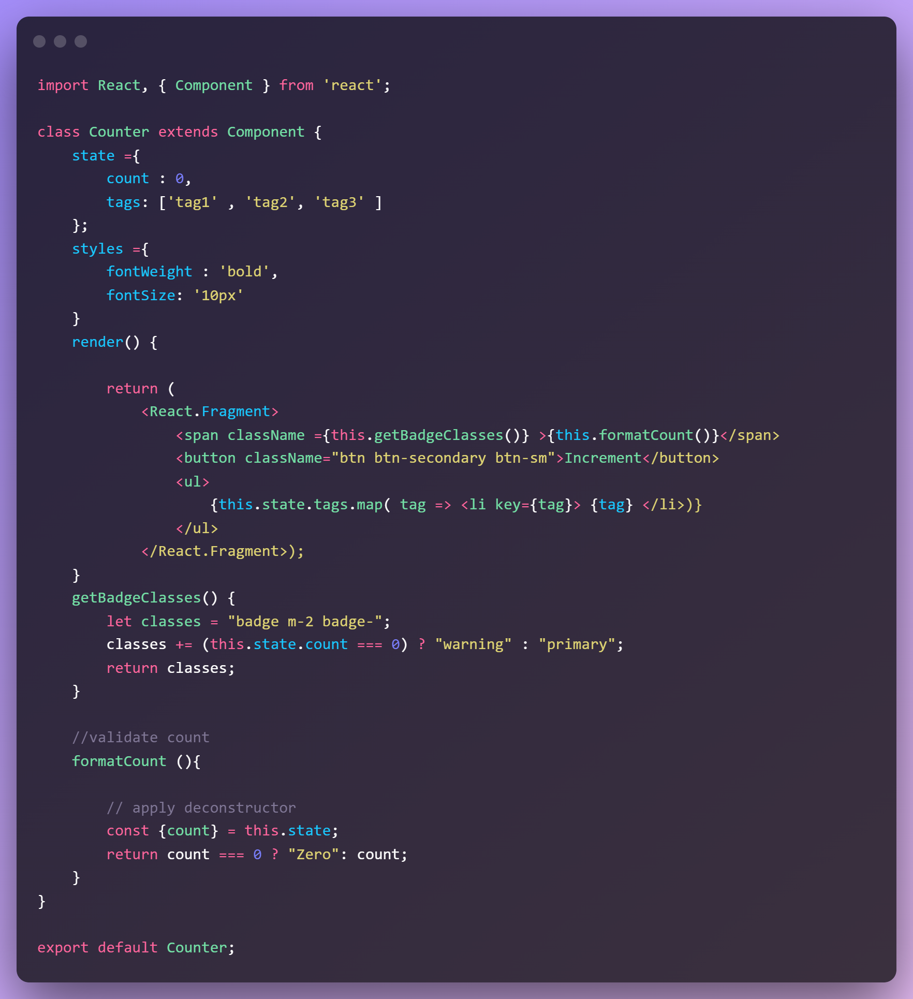 import React, { Component } from 'react';

class Counter extends Component {
    state ={
        count : 0,
        tags: ['tag1' , 'tag2', 'tag3' ]
    };
    styles ={
        fontWeight : 'bold',
        fontSize: '10px'
    }
    render() {

        return (
            <React.Fragment>
                <span className ={this.getBadgeClasses()} >{this.formatCount()}</span>
                <button className="btn btn-secondary btn-sm">Increment</button>
                <ul>
                    {this.state.tags.map( tag => <li key={tag}> {tag} </li>)}
                </ul>
            </React.Fragment>);
    }
    getBadgeClasses() {
        let classes = "badge m-2 badge-";
        classes += (this.state.count === 0) ? "warning" : "primary";
        return classes;
    }

    //validate count
    formatCount (){

        // apply deconstructor
        const {count} = this.state;
        return count === 0 ? "Zero": count;
    }
}

export default Counter;